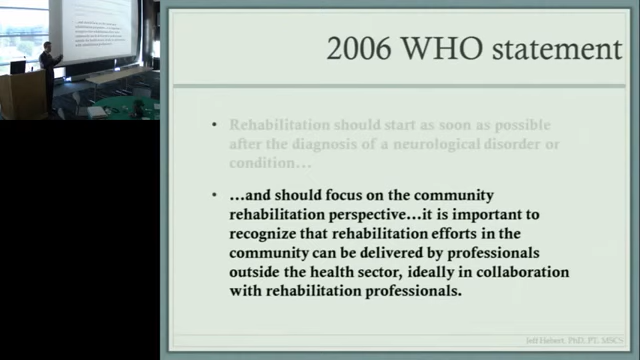 2006 WHO statement
• Rehabilitation should start as soon as possible
after the diagnosis of a neurological disorder or
condition…
• …and should focus on the community
rehabilitation perspective…it is important to
recognize that rehabilitation efforts in the
community can be delivered by professionals
outside the health sector, ideally in collaboration
with rehabilitation professionals.
Jeff Hebert, PhD, PT, MSCS